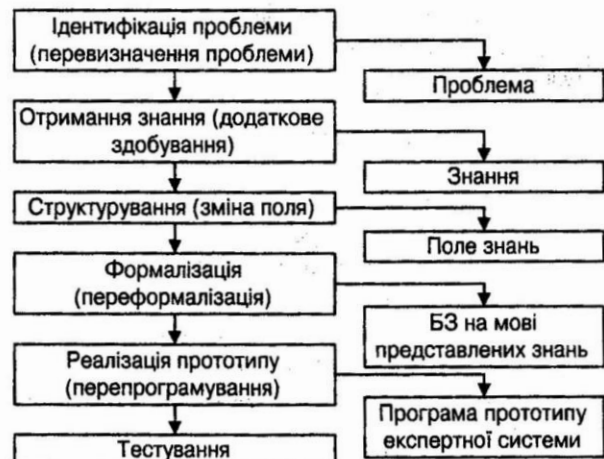 Ідентифікація проблеми
(перевизначення проблеми)
Проблема
Отримання знання (додаткове
здобування)
Знання
Структурування (зміна поля)
Поле знань
Формалізація
(переформалізація)
БЗ на мові
представлених знань
Реалізація прототипу
(перепрограмування)
Програма прототипу
експертної системи
Тестування